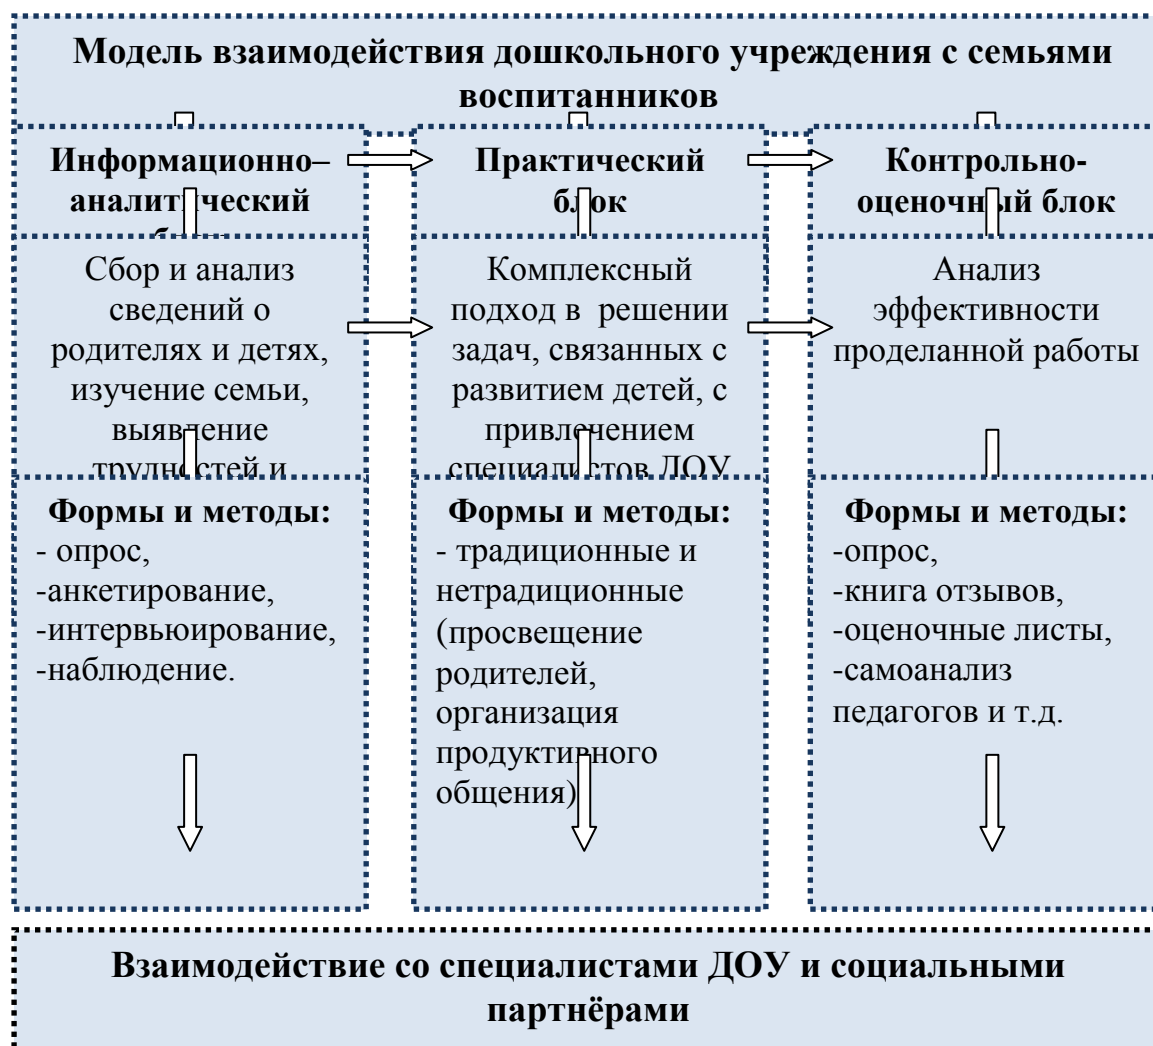 Модель взаимодействия дошкольного учреждения с семьями
воспитанников
Информационно–
аналитический
Практический
блок
Контрольно-
оценочный блок
Сбор и анализ
сведений о
родителях и детях,
изучение семьи,
выявление
трудностей и
Комплексный
подход в решении
задач, связанных с
развитием детей, с
привлечением
специалистов ДОУ
Анализ
эффективности
проделанной работы
Формы и методы:
- опрос,
-анкетирование,
-интервьюирование,
-наблюдение.
Формы и методы:
- традиционные и
нетрадиционные
(просвещение
родителей,
организация
продуктивного
общения)
Формы и методы:
-опрос,
-книга отзывов,
-оценочные листы,
-самоанализ
педагогов и т.д.
Взаимодействие со специалистами ДОУ и социальными
партнёрами